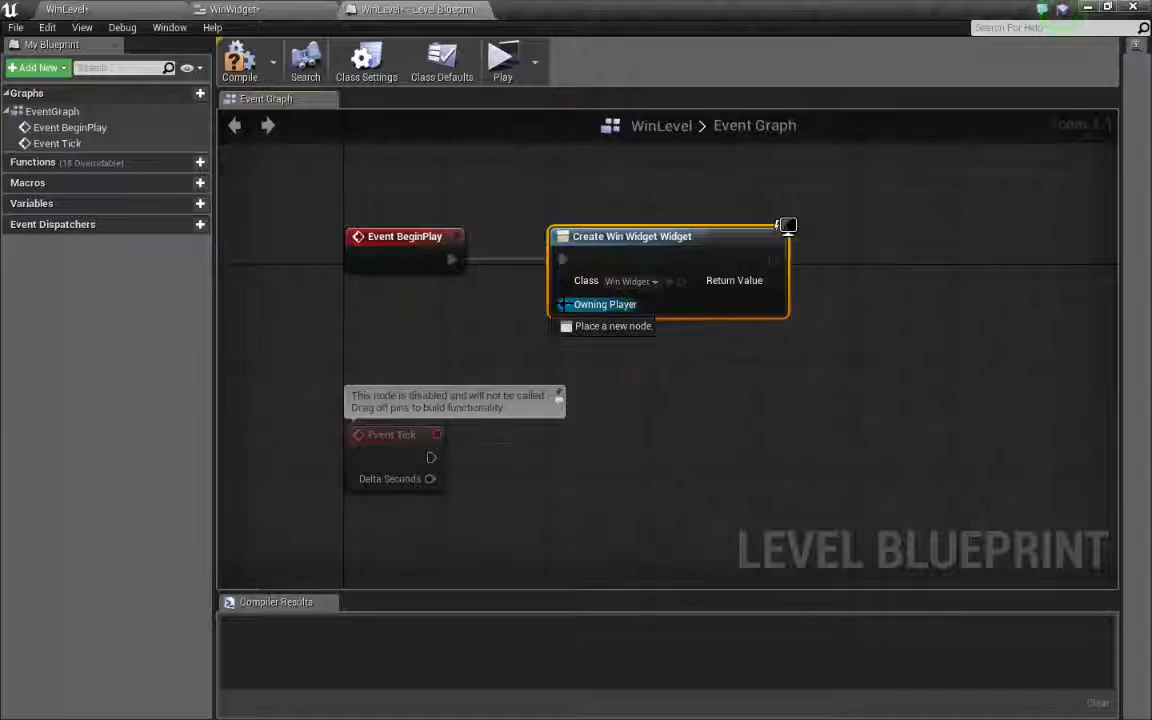 WinLevel*
WinWidget*
WinLevel* - Level Blueprint
File Edit View Debug Window Help
Search For Help
My Blueprint
+ Add New
Search
Compile
Search
Class Settings
Class Defaults
Play
Graphs
EventGraph
Event BeginPlay
Event Tick
Functions (18 Overridable)
Macros
Variables
Event Dispatchers
Event Graph
WinLevel > Event Graph
Event BeginPlay
Create Win Widget Widget
Class Win Widget
Return Value
Owning Player
Place a new node.
This node is disabled and will not be called.
Drag off pins to build functionality.
Event Tick
Delta Seconds
LEVEL BLUEPRINT
Compiler Results
Clear